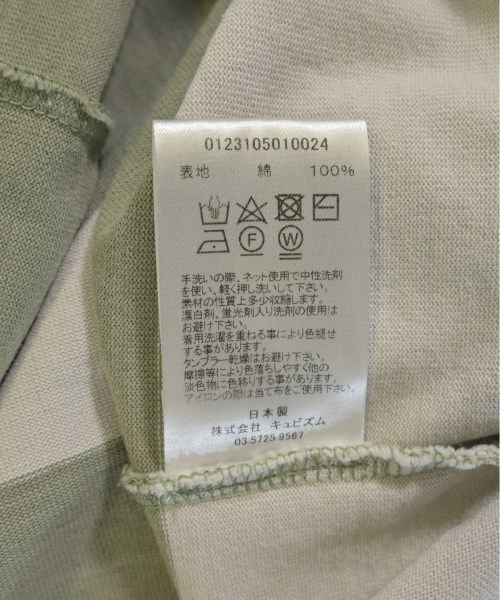 0123105010024
表地 綿 100%
F W
手洗いの際、ネット使用で中性洗剤
を使い、軽く押し洗いして下さい。
素材の性質上多少収縮します。
漂白剤、蛍光剤入り洗剤の使用は
お避け下さい。
着用洗濯を重ねる事により色褪せ
する事があります。
タンブラー乾燥はお避け下さい。
摩擦等により色落ちしやすく他の
淡色物に色移りする事があります。
アイロンの際は当て布をご使用下さい。
日本製
株式会社 キュビズム
03.5725.9567